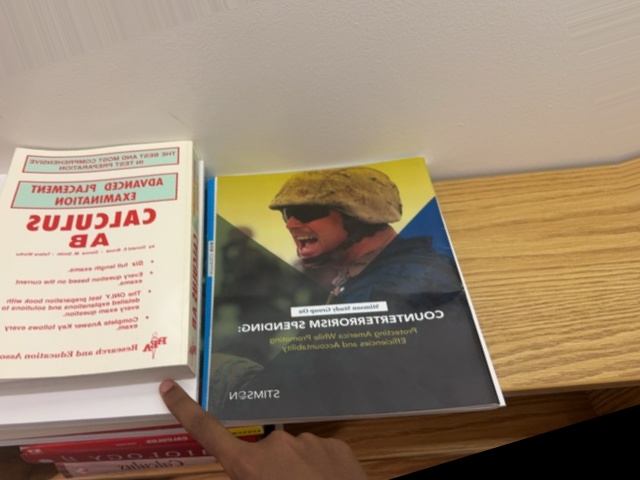 THE BEST AND MOST COMPREHENSIVE
IN TEST PREPARATION
ADVANCED PLACEMENT
EXAMINATION
CALCULUS
AB
Six full length exams.
Every question based on the current
exams.
The ONLY test preparation book with
detailed explanations and solutions to
every exam question.
Complete Answer Key follows every
exam.
REA
Research and Education Assoc
Stimson Study Group On
COUNTERTERRORISM SPENDING:
Protecting America While Promoting
Efficiencies and Accountability
STIMSON
CALCULUS
Calculus